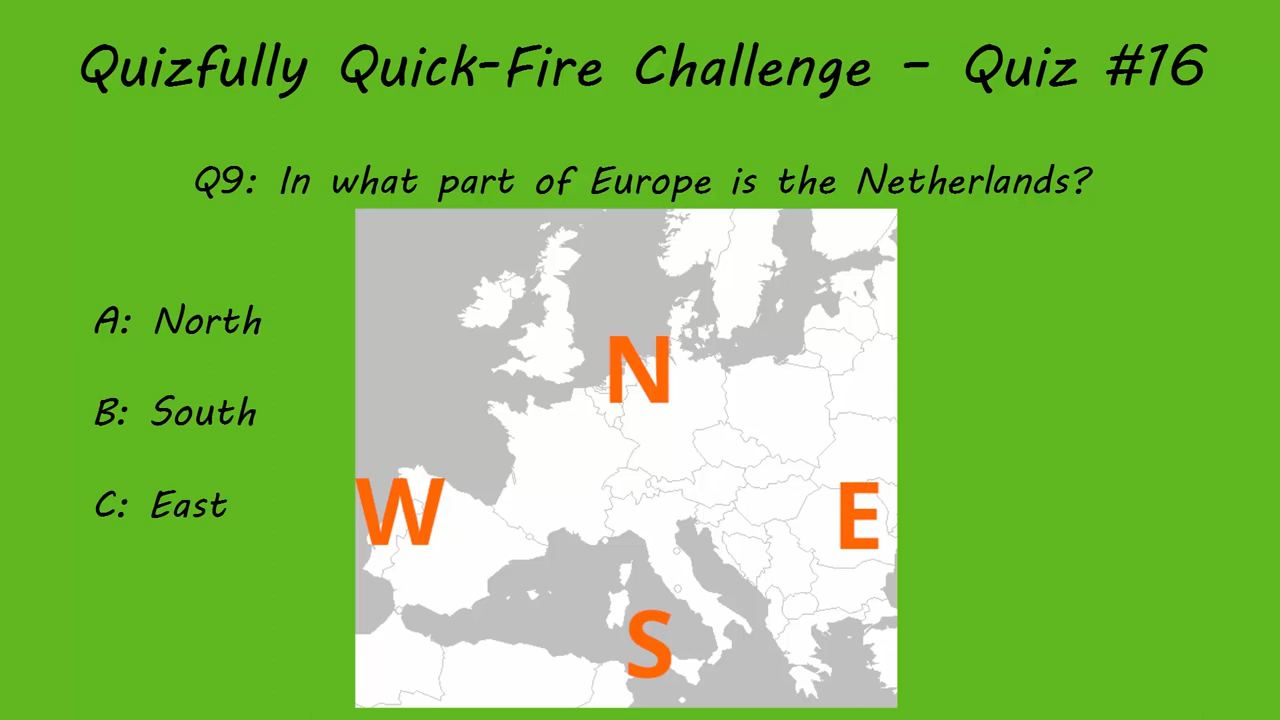 Quizfully Quick-Fire Challenge - Quiz #16
Q9: In what part of Europe is the Netherlands?
A: North
B: South
C: East
N
W
E
S